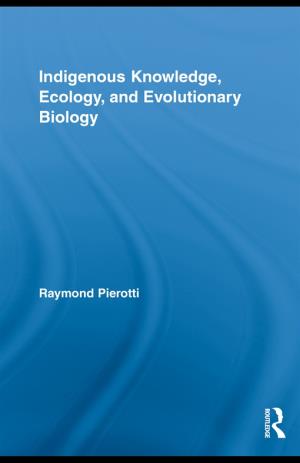 Indigenous Knowledge,
Ecology, and Evolutionary
Biology
Raymond Pierotti
ROUTLEDGE